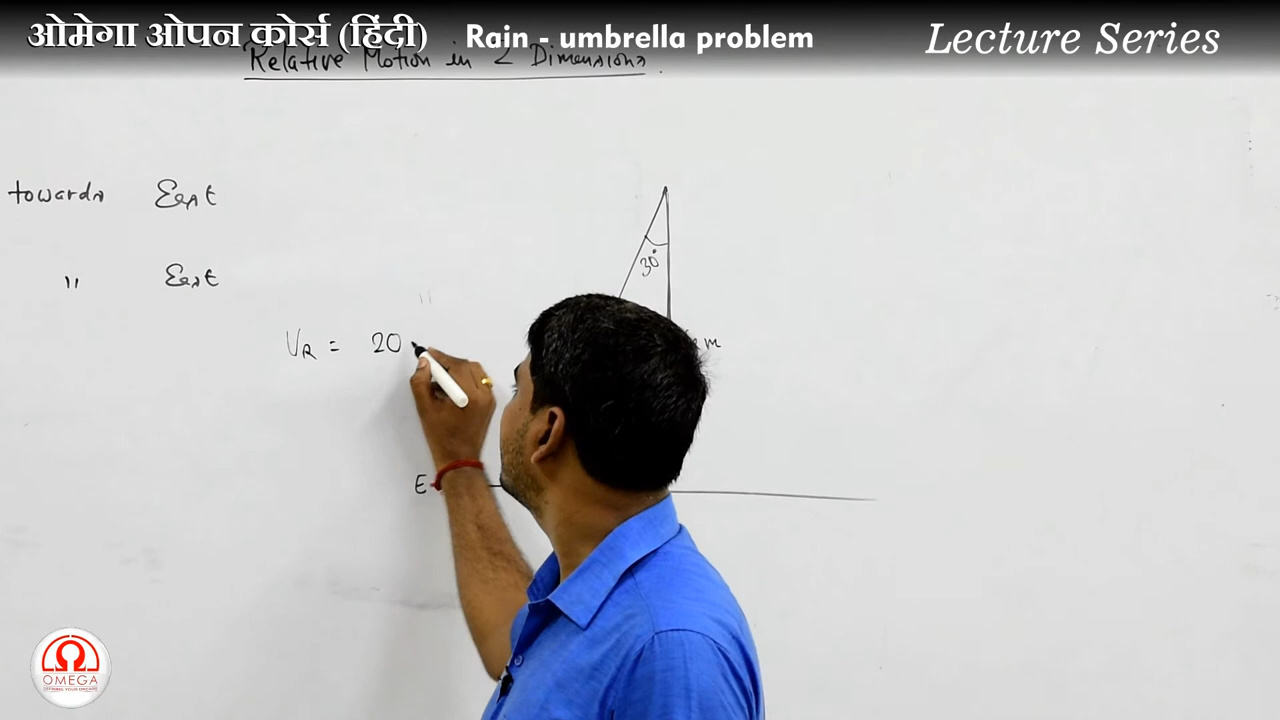 ओमेगा ओपन कोर्स (हिंदी) Rain - umbrella problem Lecture Series
Relative Motion in 2 Dimensions
towards East
" East
30°
VR = 20
m
E
OMEGA